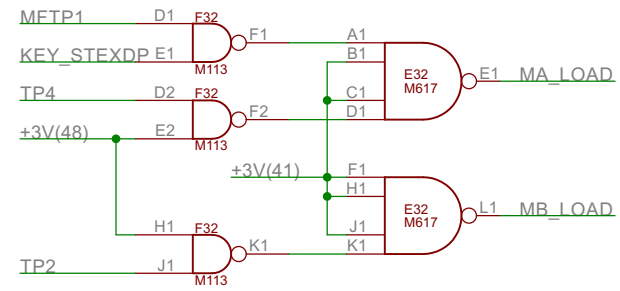 MFTP1 D1 F32 F1 A1
B1
KEY_STEXDP E1 M113
E32 E1 MA_LOAD
M617
TP4 D2 F32 F2 C1
D1
+3V(48) E2 M113
+3V(41) F1
H1
H1 F32 E32 L1 MB_LOAD
M617
J1
K1 K1
TP2 J1 M113